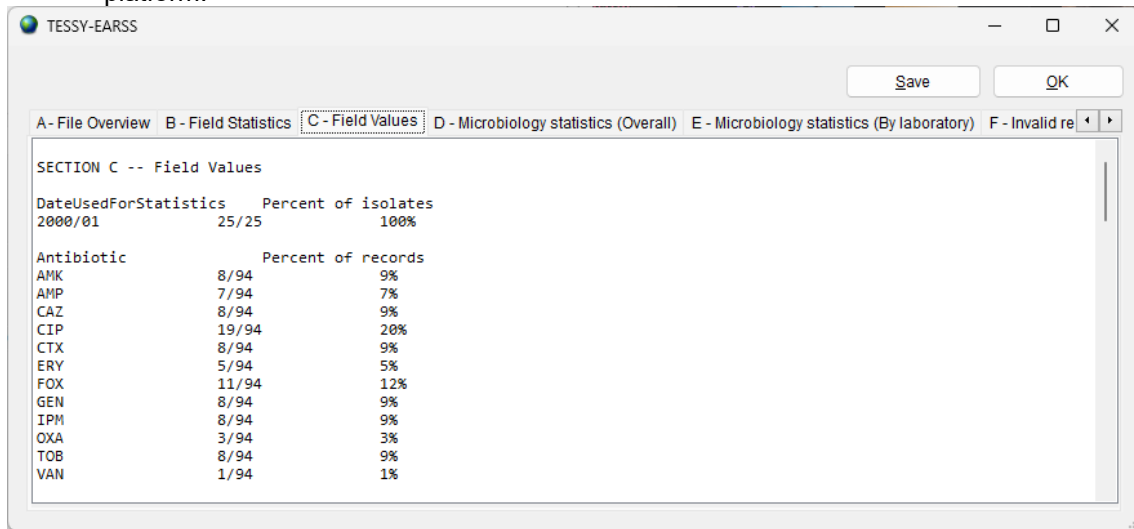 platform.
TESSY-EARSS
Save OK
A - File Overview B - Field Statistics C - Field Values D - Microbiology statistics (Overall) E - Microbiology statistics (By laboratory) F - Invalid re
SECTION C -- Field Values
DateUsedForStatistics Percent of isolates
2000/01 25/25 100%
Antibiotic Percent of records
AMK 8/94 9%
AMP 7/94 7%
CAZ 8/94 9%
CIP 19/94 20%
CTX 8/94 9%
ERY 5/94 5%
FOX 11/94 12%
GEN 8/94 9%
IPM 8/94 9%
OXA 3/94 3%
TOB 8/94 9%
VAN 1/94 1%